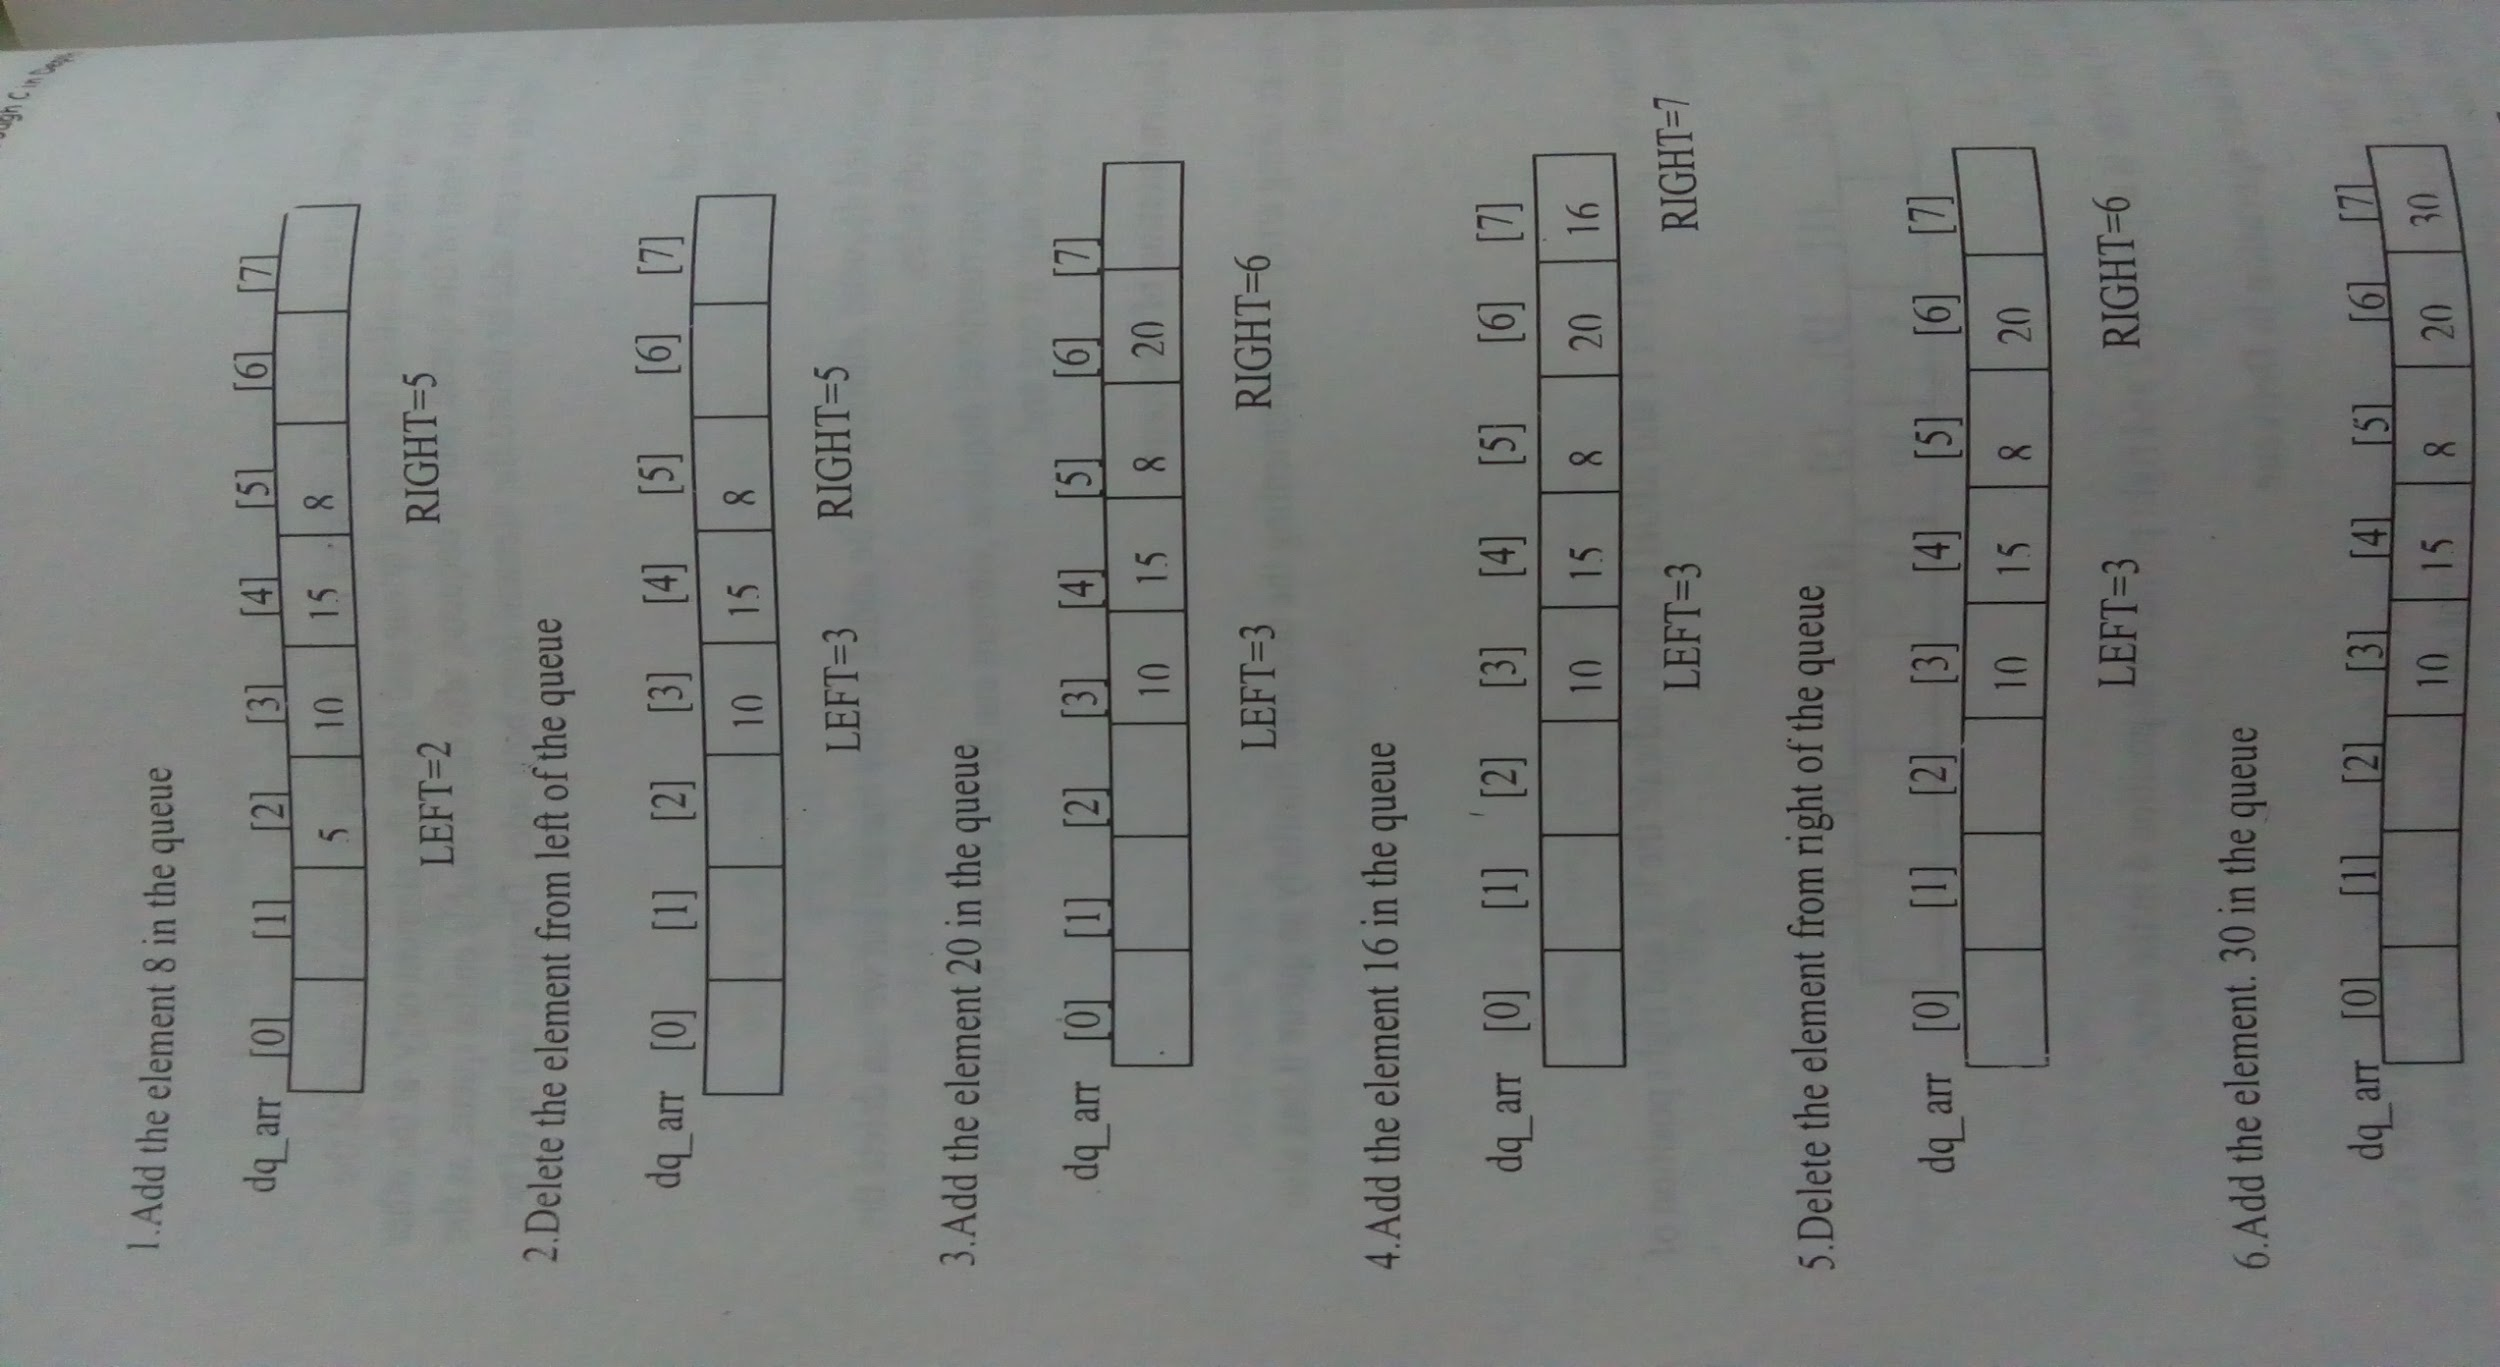 ough C in Dep
1.Add the element 8 in the queue
dq_arr [0] [1] [2] [3] [4] [5] [6] [7]
5 10 15 8
LEFT=2 RIGHT=5
2.Delete the element from left of the queue
dq_arr [0] [1] [2] [3] [4] [5] [6] [7]
10 15 8
LEFT=3 RIGHT=5
3.Add the element 20 in the queue
dq_arr [0] [1] [2] [3] [4] [5] [6] [7]
10 15 8 20
LEFT=3 RIGHT=6
4.Add the element 16 in the queue
dq_arr [0] [1] [2] [3] [4] [5] [6] [7]
10 15 8 20 16
LEFT=3 RIGHT=7
5.Delete the element from right of the queue
dq_arr [0] [1] [2] [3] [4] [5] [6] [7]
10 15 8 20
LEFT=3 RIGHT=6
6.Add the element. 30 in the queue
dq_arr [0] [1] [2] [3] [4] [5] [6] [7]
10 15 8 20 30